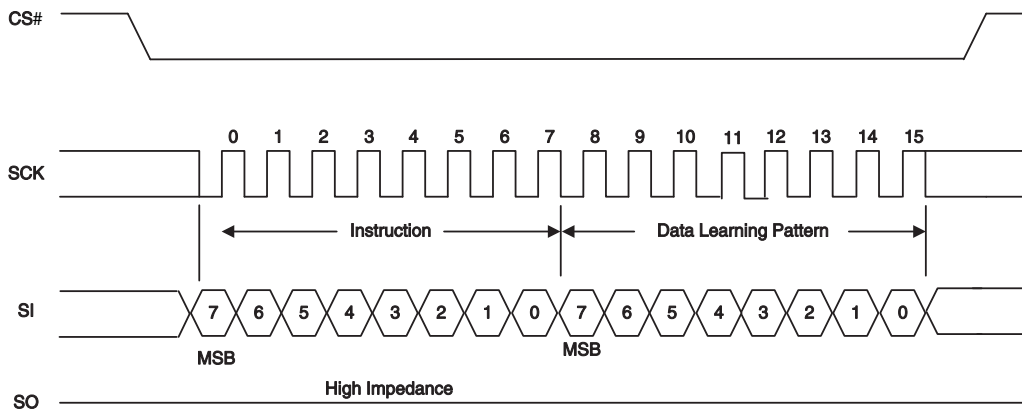 CS#
0 1 2 3 4 5 6 7 8 9 10 11 12 13 14 15
SCK
Instruction Data Learning Pattern
SI 7 6 5 4 3 2 1 0 7 6 5 4 3 2 1 0
MSB MSB
High Impedance
SO